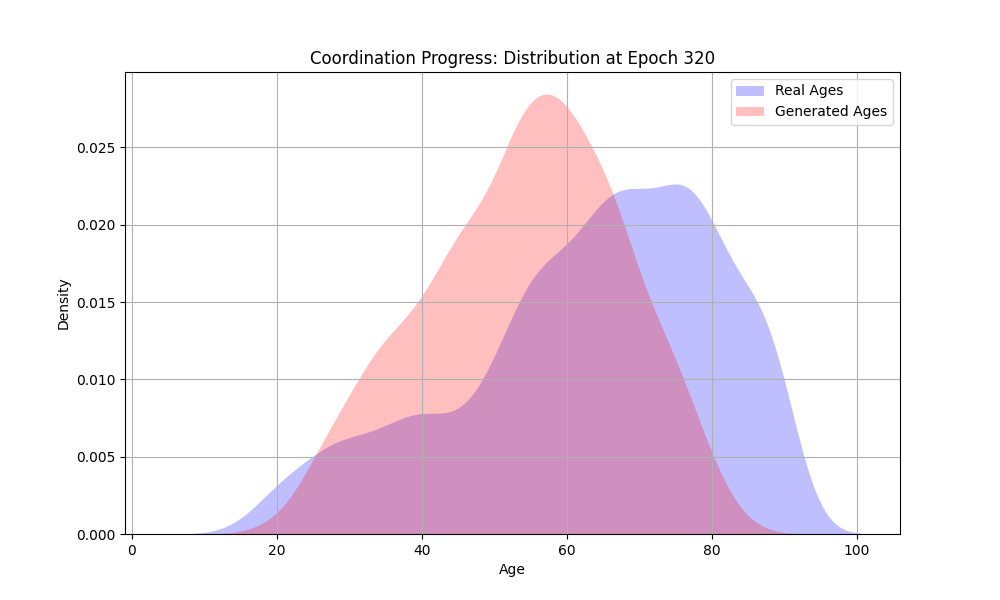 Coordination Progress: Distribution at Epoch 320
Real Ages
Generated Ages
0.025
0.020
0.015
0.010
0.005
0.000
Density
0 20 40 60 80 100
Age